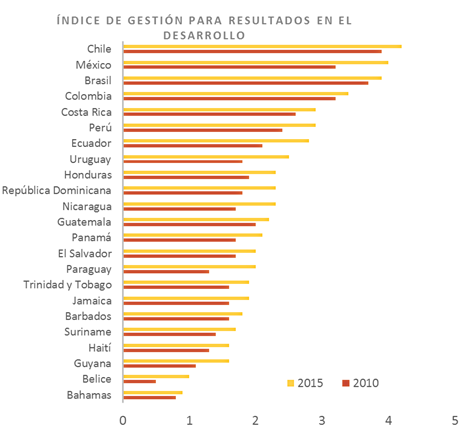 ÍNDICE DE GESTIÓN PARA RESULTADOS EN EL
DESARROLLO
Chile
México
Brasil
Colombia
Costa Rica
Perú
Ecuador
Uruguay
Honduras
República Dominicana
Nicaragua
Guatemala
Panamá
El Salvador
Paraguay
Trinidad y Tobago
Jamaica
Barbados
Suriname
Haití
Guyana
Belice
Bahamas
2015 2010
0 1 2 3 4 5